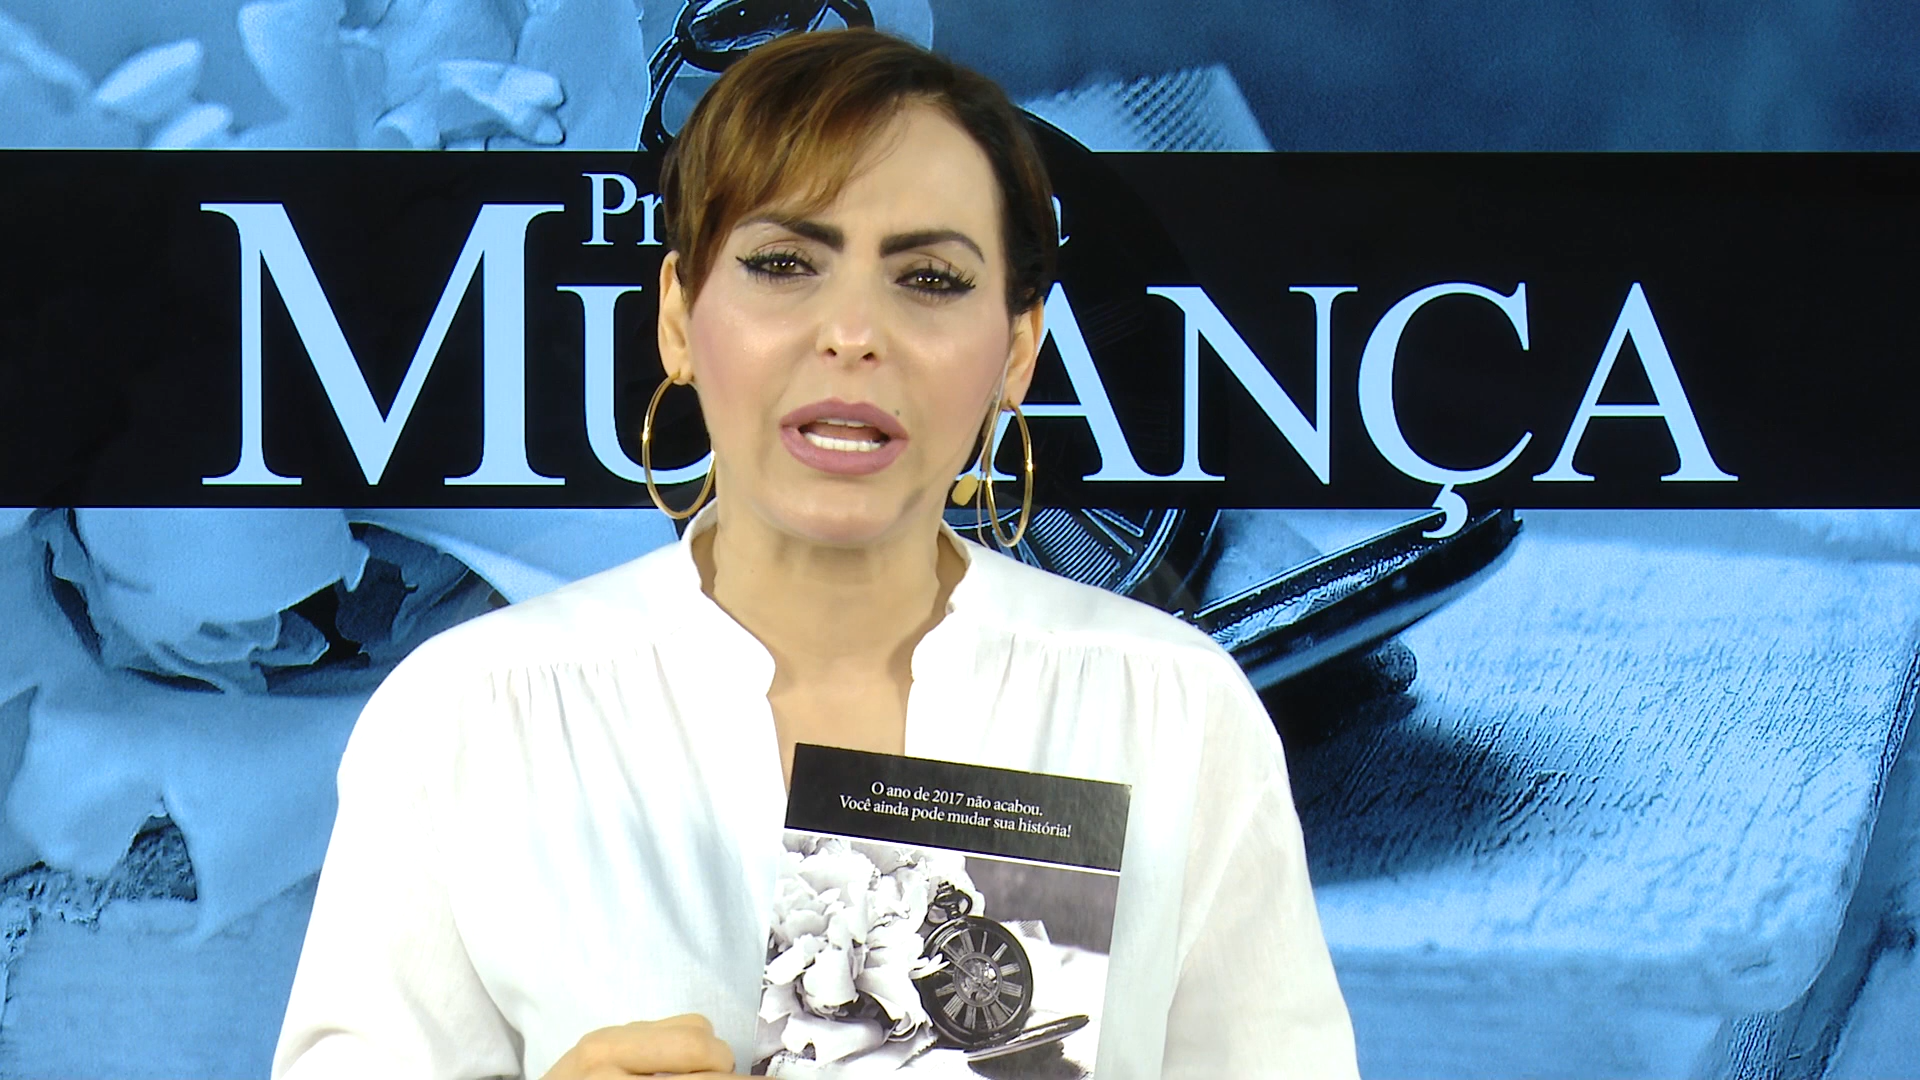 Pr
MU ANÇA
O ano de 2017 não acabou.
Você ainda pode mudar sua história!